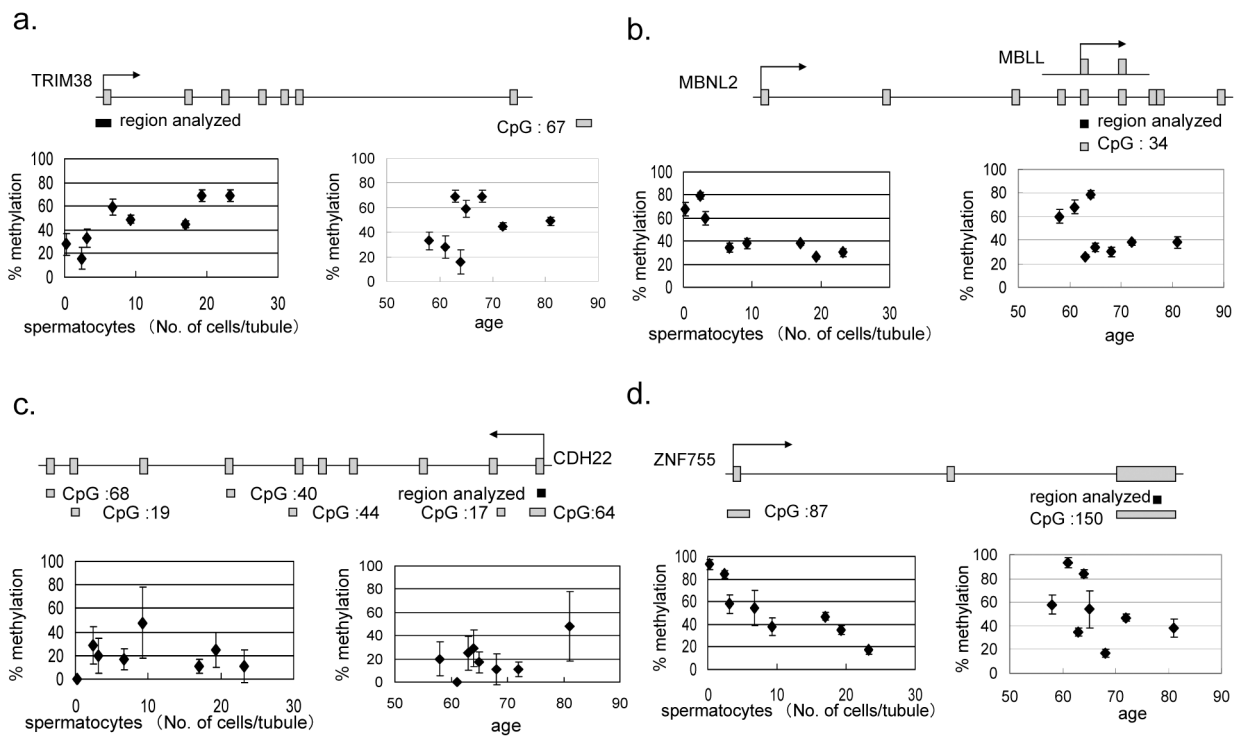 a.
TRIM38
region analyzed
CpG : 67
% methylation
100
80
60
40
20
0
0 10 20 30
spermatocytes （No. of cells/tubule）
% methylation
100
80
60
40
20
0
50 60 70 80 90
age
b.
MBNL2
MBLL
region analyzed
CpG : 34
% methylation
100
80
60
40
20
0
0 10 20 30
spermatocytes （No. of cells/tubule）
% methylation
100
80
60
40
20
0
50 60 70 80 90
age
c.
CDH22
CpG :68 CpG :40 region analyzed
CpG :19 CpG :44 CpG :17 CpG:64
% methylation
100
80
60
40
20
0
0 10 20 30
spermatocytes （No. of cells/tubule）
% methylation
100
80
60
40
20
0
50 60 70 80 90
age
d.
ZNF755
region analyzed
CpG :87 CpG :150
% methylation
100
80
60
40
20
0
0 10 20 30
spermatocytes （No. of cells/tubule）
% methylation
100
80
60
40
20
0
50 60 70 80 90
age